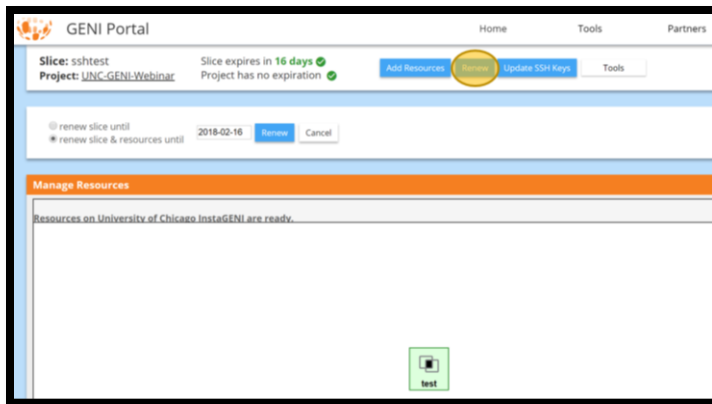 GENI Portal
Home Tools Partners
Slice: sshtest
Project: UNC-GENI-Webinar
Slice expires in 16 days
Project has no expiration
Add Resources Renew Update SSH Keys Tools
renew slice until
renew slice & resources until
2018-02-16 Renew Cancel
Manage Resources
Resources on University of Chicago InstaGENI are ready.
test